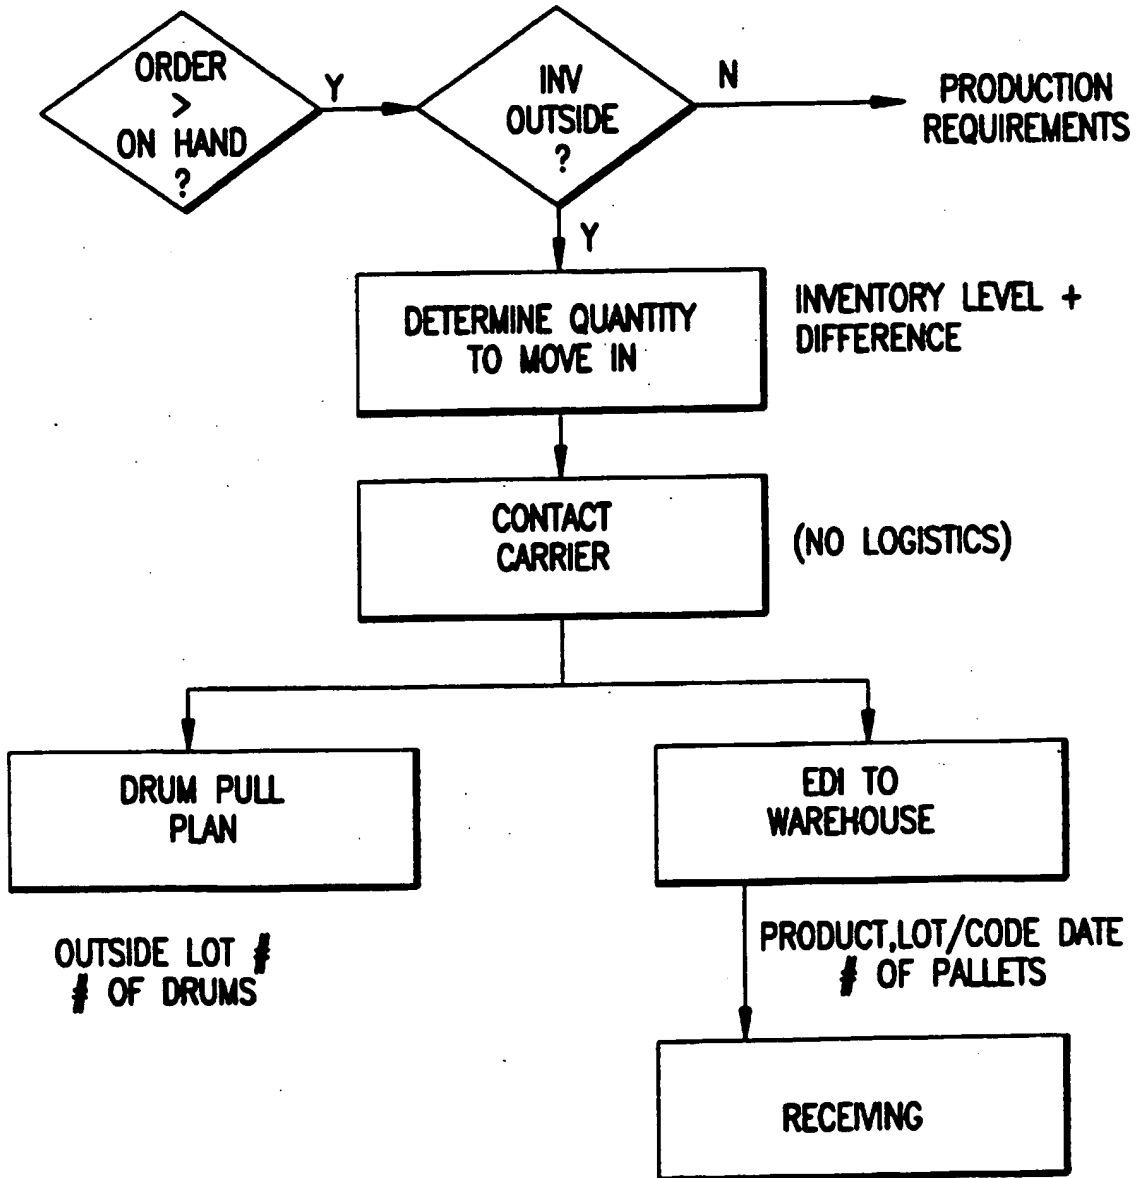 ORDER
>
ON HAND
?
Y
INV
OUTSIDE
?
N
PRODUCTION
REQUIREMENTS
Y
DETERMINE QUANTITY
TO MOVE IN
INVENTORY LEVEL +
DIFFERENCE
CONTACT
CARRIER
(NO LOGISTICS)
DRUM PULL
PLAN
EDI TO
WAREHOUSE
OUTSIDE LOT #
# OF DRUMS
PRODUCT,LOT/CODE DATE
# OF PALLETS
RECEIVING